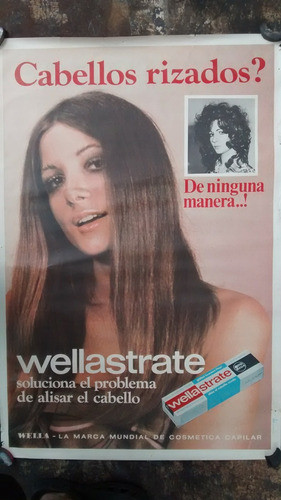 Cabellos rizados?
De ninguna
manera..!
wellastrate
soluciona el problema
de alisar el cabello
wellastrate
WELLA - LA MARCA MUNDIAL DE COSMETICA CAPILAR